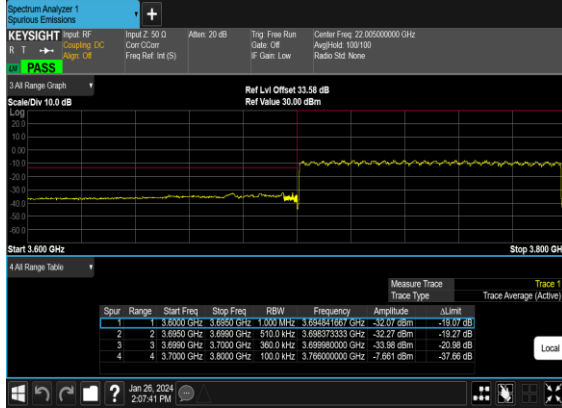 Spectrum Analyzer 1
Spurious Emissions
+
KEYSIGHT Input: RF Input Z: 50 Ω Atten: 20 dB Trig: Free Run Center Freq: 22.005000000 GHz
R T Coupling: DC Corr CCorr Gate: Off Avg|Hold: 100/100
Align: Off Freq Ref: Int (S) IF Gain: Low Radio Std: None
PASS
3 All Range Graph
Ref Lvl Offset 33.58 dB
Scale/Div 10.0 dB Ref Value 30.00 dBm
Log
20.0
10.0
0.00
-10.0
-20.0
-30.0
-40.0
-50.0
-60.0
Start 3.600 GHz Stop 3.800 GH
4 All Range Table
Measure Trace Trace 1
Trace Type Trace Average (Active)
Spur Range Start Freq Stop Freq RBW Frequency Amplitude ΔLimit
1 1 3.6000 GHz 3.6950 GHz 1.000 MHz 3.694841667 GHz -32.07 dBm -19.07 dB
2 2 3.6950 GHz 3.6990 GHz 510.0 kHz 3.698373333 GHz -32.27 dBm -19.27 dB
3 3 3.6990 GHz 3.7000 GHz 360.0 kHz 3.699980000 GHz -33.98 dBm -20.98 dB
4 4 3.7000 GHz 3.8000 GHz 100.0 kHz 3.766000000 GHz -7.661 dBm -37.66 dB
Local
? Jan 26, 2024
2:07:41 PM